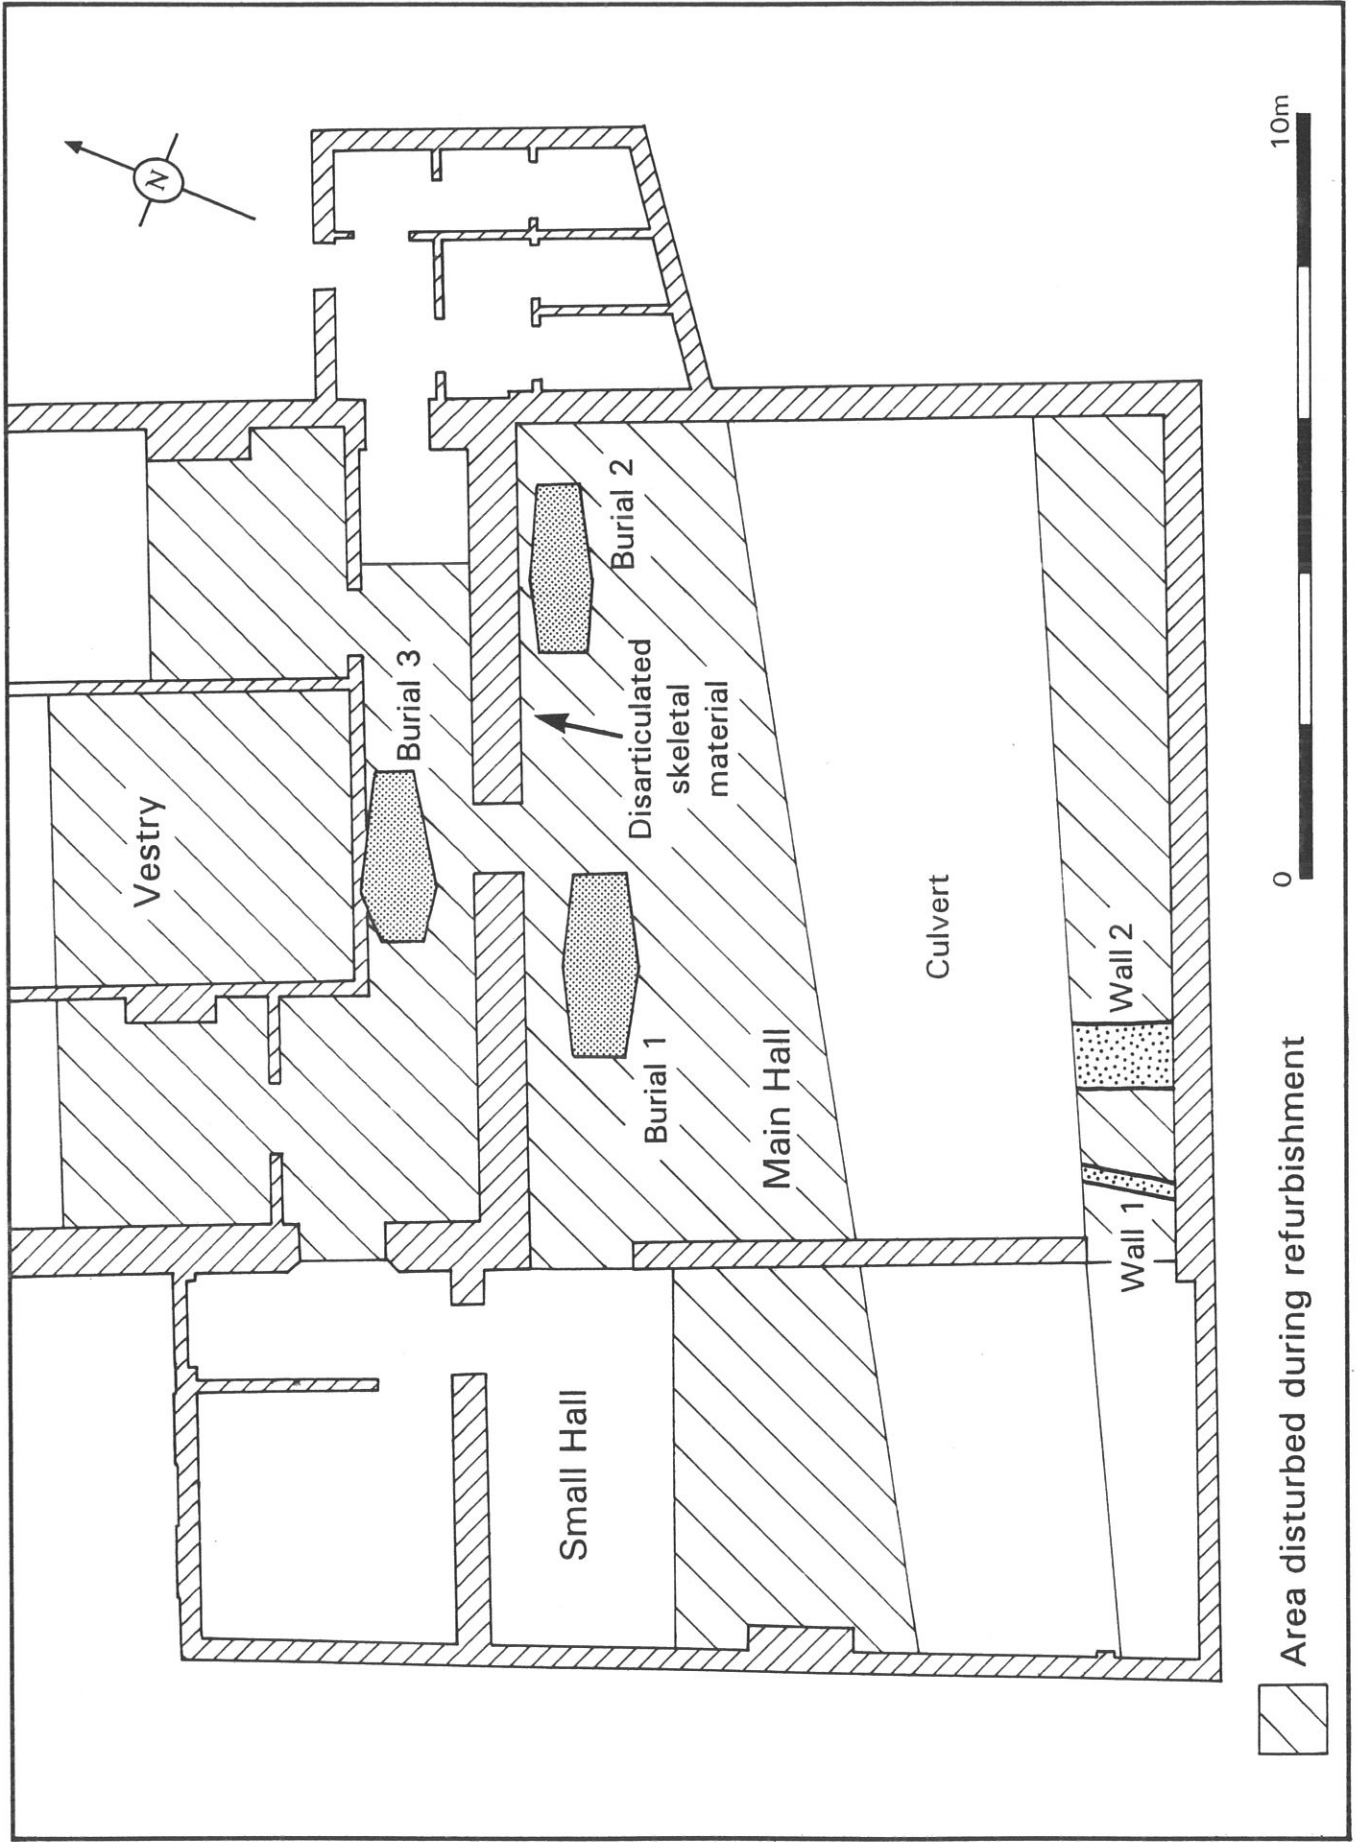 N
Vestry
Burial 3
Burial 2
Disarticulated
skeletal
material
Burial 1
Main Hall
Small Hall
Culvert
Wall 1
Wall 2
0
10m
Area disturbed during refurbishment